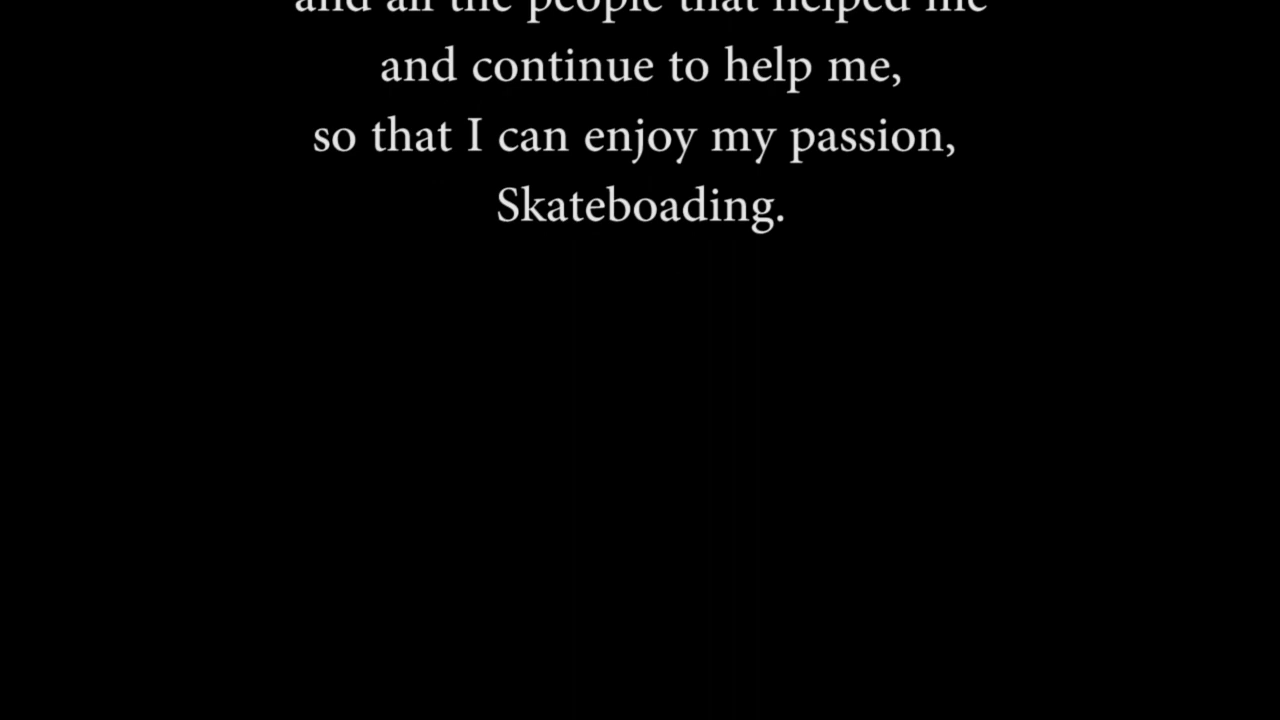 and all the people that helped me
and continue to help me,
so that I can enjoy my passion,
Skateboading.